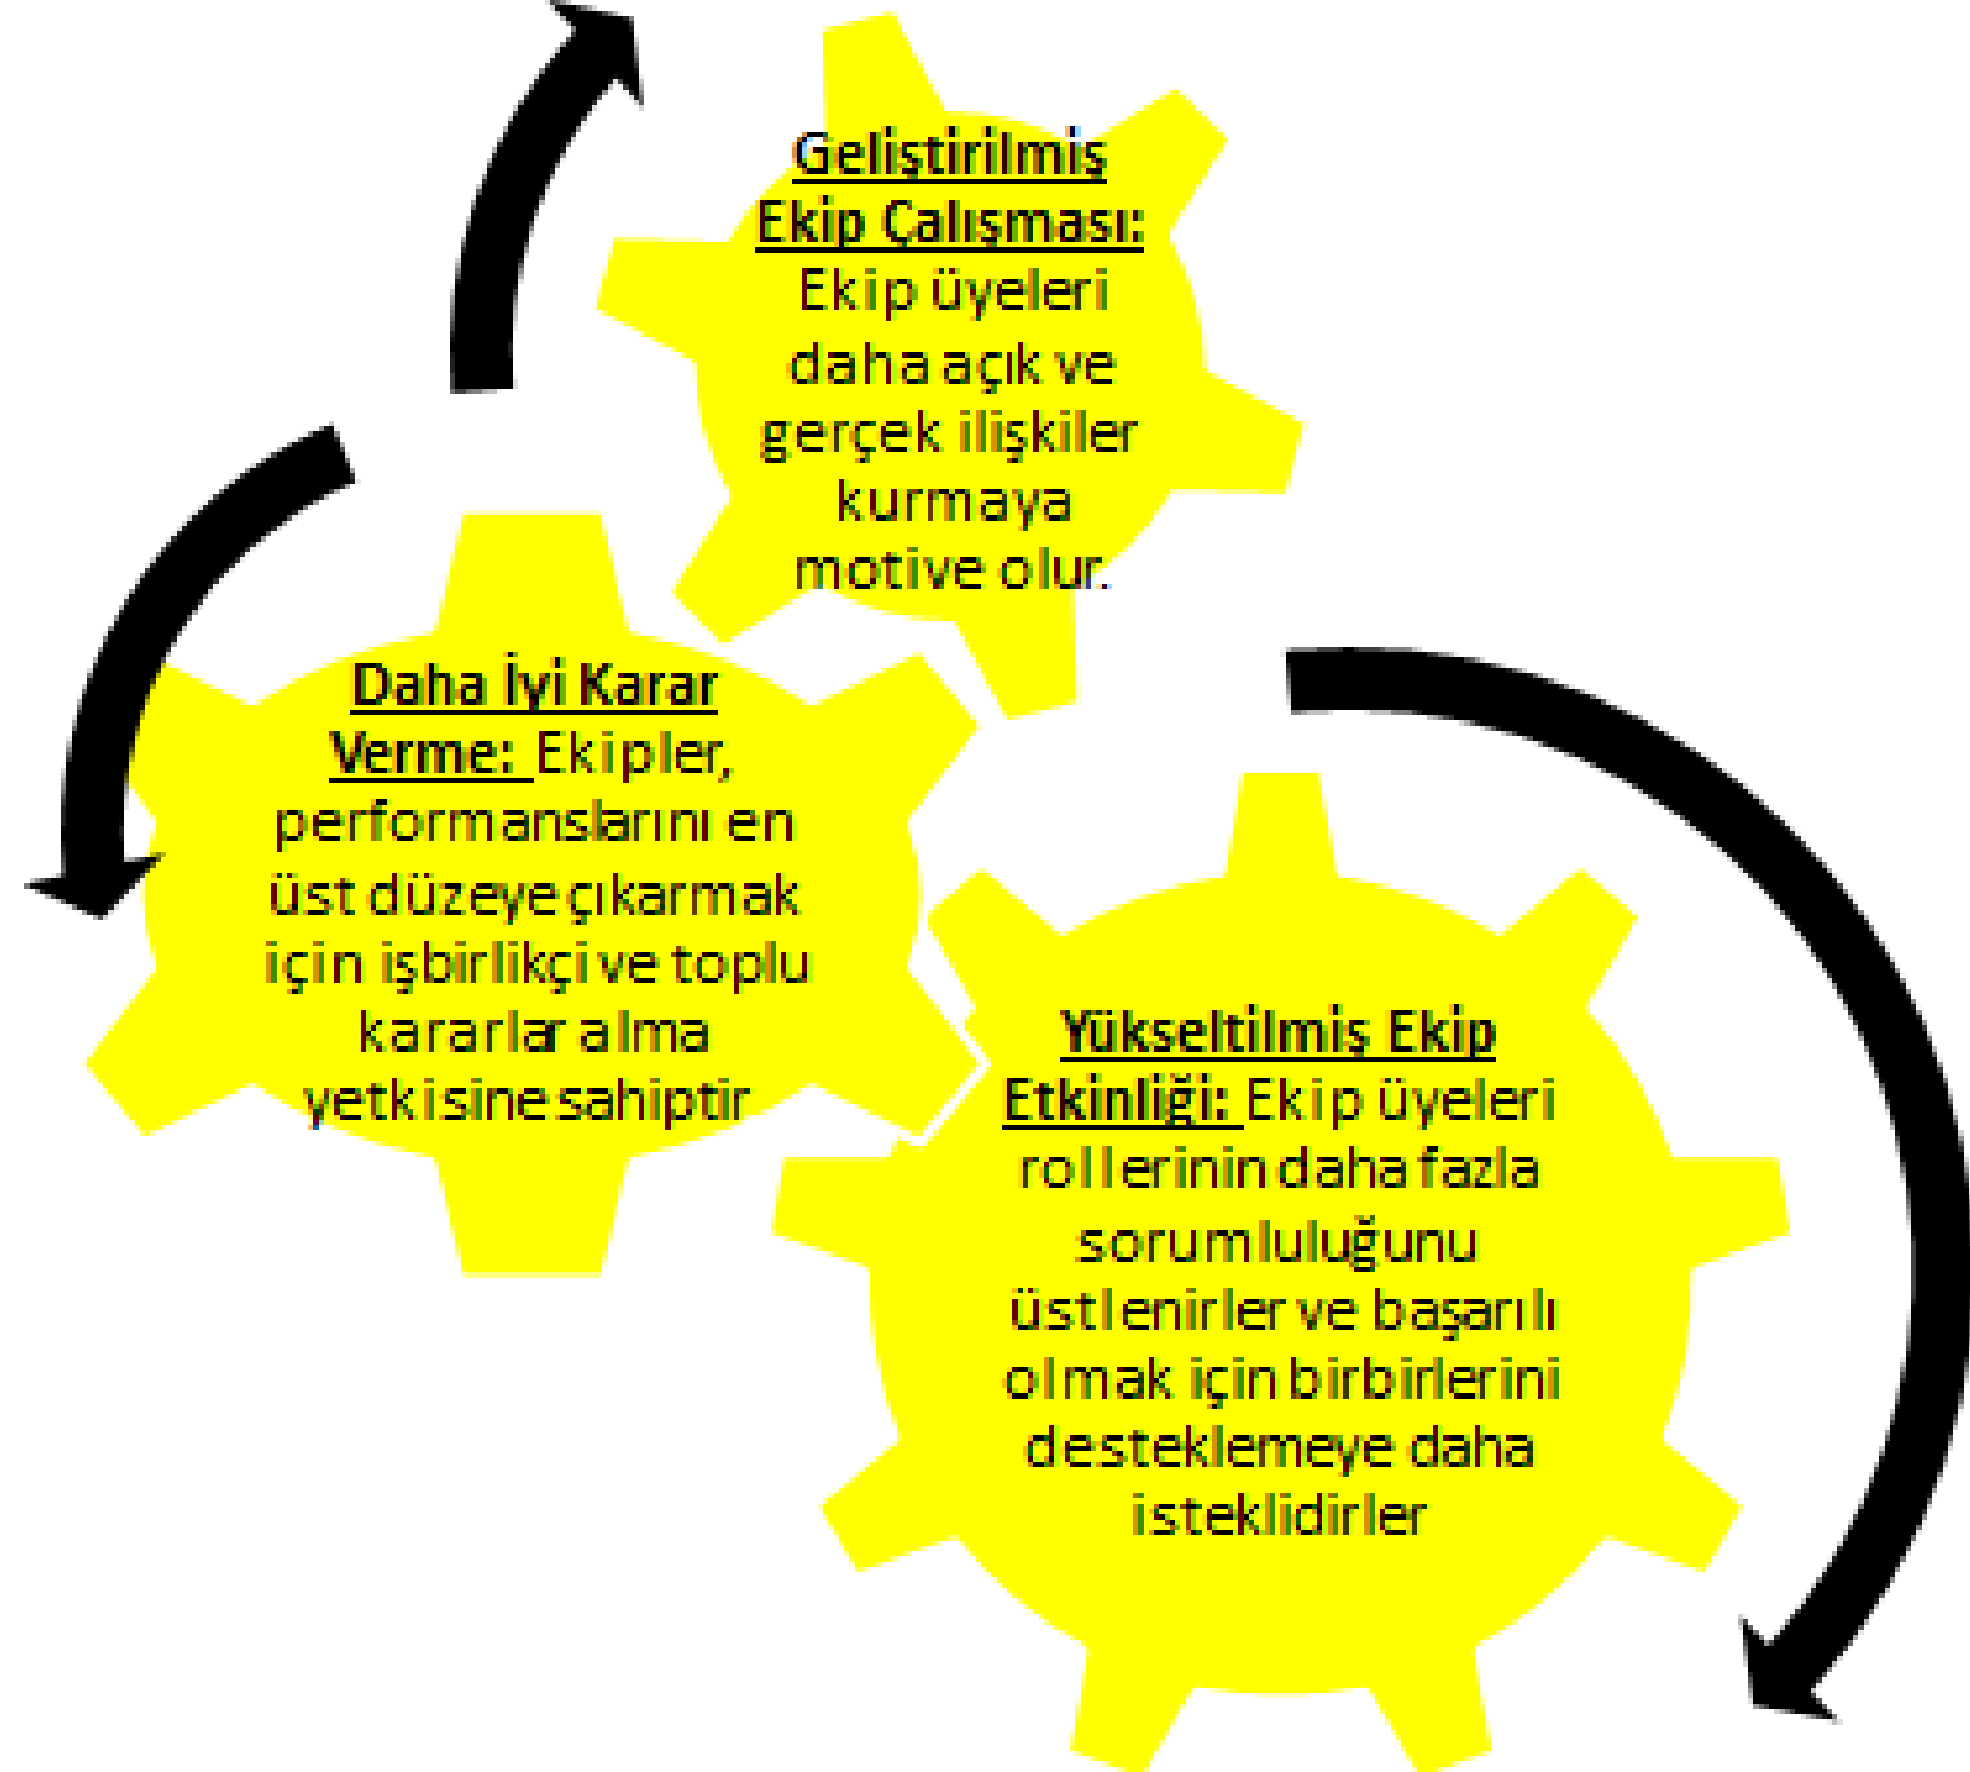 Geliştirilmiş
Ekip Çalışması:
Ekip üyeleri
daha açık ve
gerçek ilişkiler
kurmaya
motive olur.
Daha İyi Karar
Verme: Ekipler,
performanslarını en
üst düzeye çıkarmak
için işbirlikçi ve toplu
kararlar alma
yetkisine sahiptir
Yükseltilmiş Ekip
Etkinliği: Ekip üyeleri
rollerinin daha fazla
sorumluluğunu
üstlenirler ve başarılı
olmak için birbirlerini
desteklemeye daha
isteklidirler